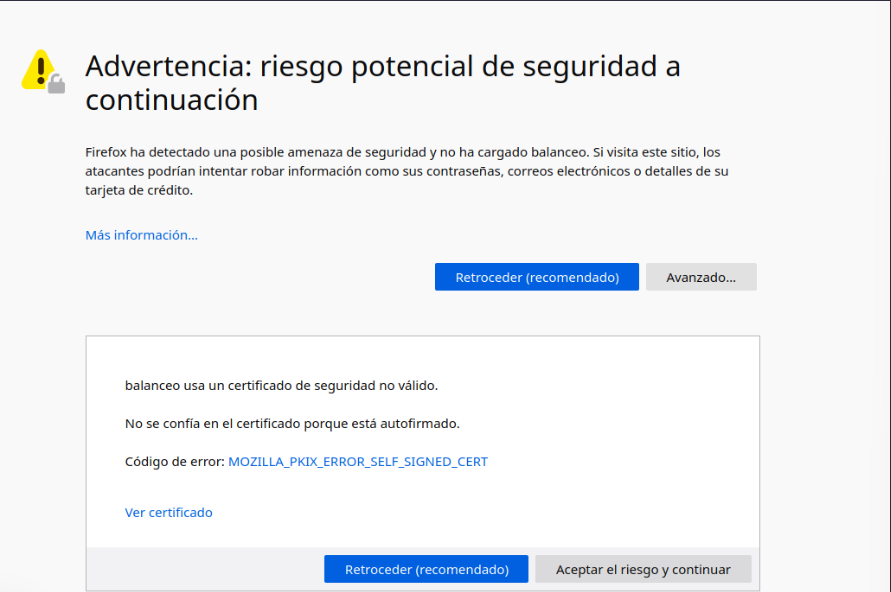 Advertencia: riesgo potencial de seguridad a
continuación
Firefox ha detectado una posible amenaza de seguridad y no ha cargado balanceo. Si visita este sitio, los
atacantes podrían intentar robar información como sus contraseñas, correos electrónicos o detalles de su
tarjeta de crédito.
Más información...
Retroceder (recomendado) Avanzado...
balanceo usa un certificado de seguridad no válido.
No se confía en el certificado porque está autofirmado.
Código de error: MOZILLA_PKIX_ERROR_SELF_SIGNED_CERT
Ver certificado
Retroceder (recomendado) Aceptar el riesgo y continuar